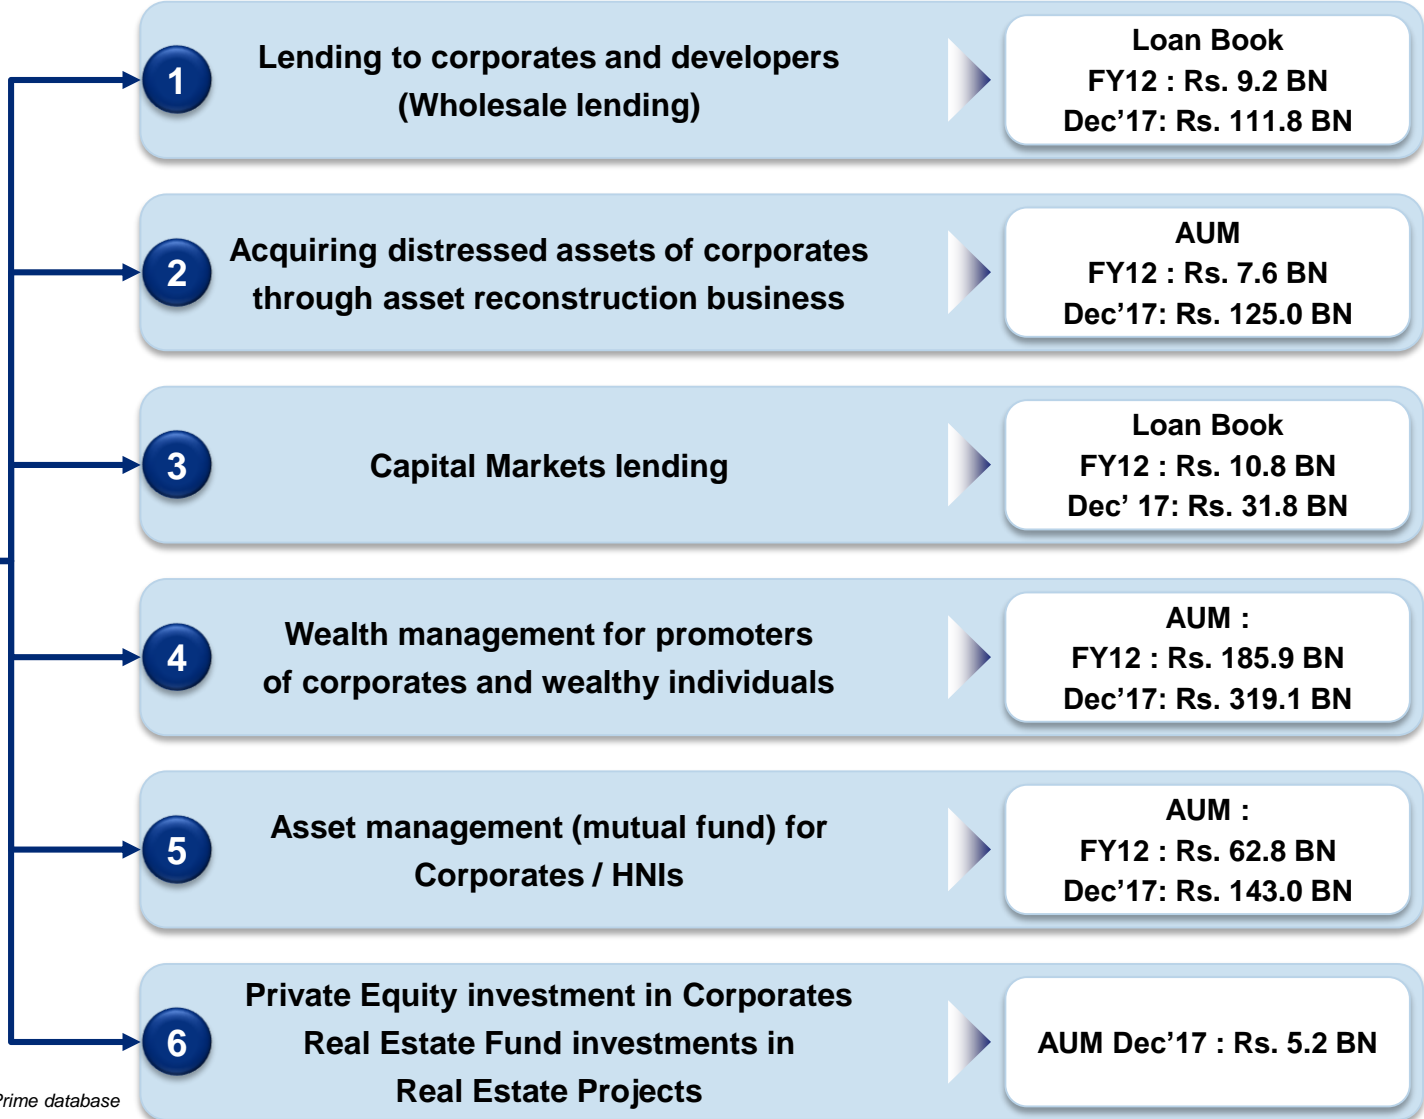 1
Lending to corporates and developers
(Wholesale lending)
Loan Book
FY12 : Rs. 9.2 BN
Dec’17: Rs. 111.8 BN
2
Acquiring distressed assets of corporates
through asset reconstruction business
AUM
FY12 : Rs. 7.6 BN
Dec’17: Rs. 125.0 BN
3
Capital Markets lending
Loan Book
FY12 : Rs. 10.8 BN
Dec’ 17: Rs. 31.8 BN
4
Wealth management for promoters
of corporates and wealthy individuals
AUM :
FY12 : Rs. 185.9 BN
Dec’17: Rs. 319.1 BN
5
Asset management (mutual fund) for
Corporates / HNIs
AUM :
FY12 : Rs. 62.8 BN
Dec’17: Rs. 143.0 BN
6
Private Equity investment in Corporates
Real Estate Fund investments in
Real Estate Projects
AUM Dec’17 : Rs. 5.2 BN
Prime database